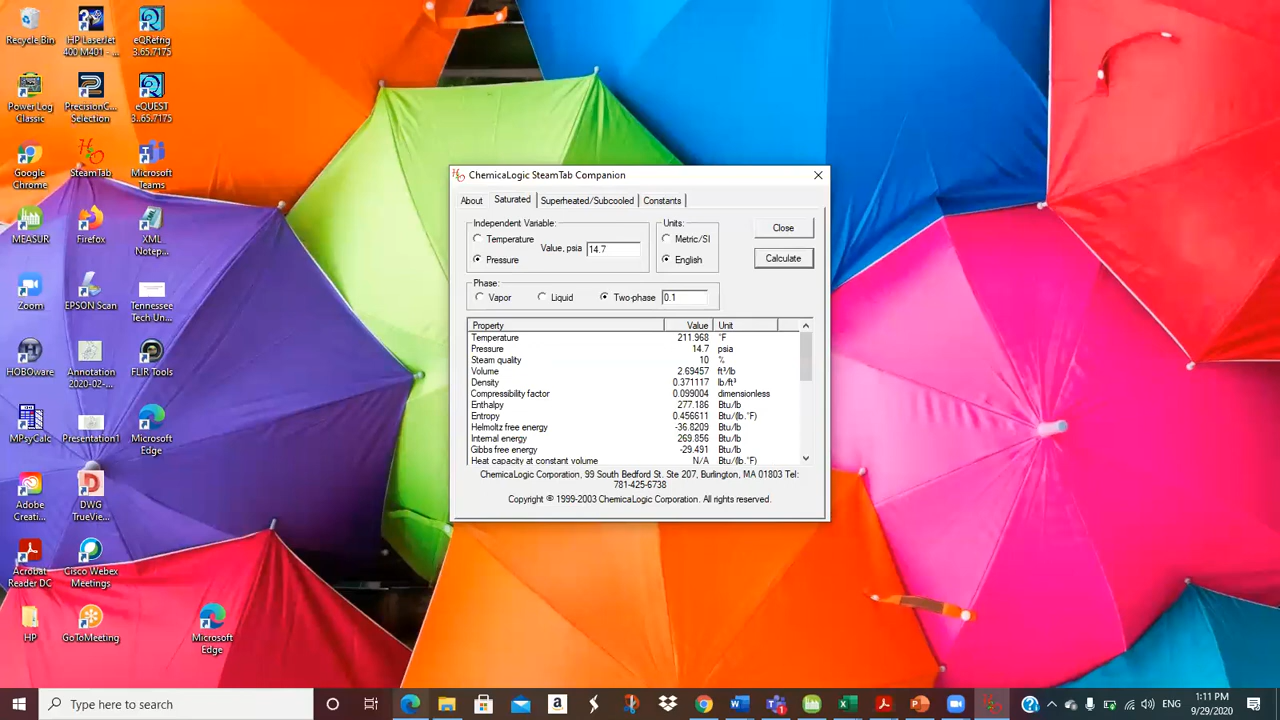 Recycle Bin
HP LaserJet
400 M401 - ...
eQRefrig
3.65.7175
PowerLog
Classic
PrecisionC...
Selection
eQUEST
3..65.7175
Google
Chrome
SteamTab
Microsoft
Teams
MEASUR
Firefox
XML
Notep...
Zoom
EPSON Scan
Tennessee
Tech Un...
HOBOware
Annotation
2020-02-...
FLIR Tools
MPsyCalc
Presentation1
Microsoft
Edge
Adobe
Creati...
DWG
TrueVie...
Acrobat
Reader DC
Cisco Webex
Meetings
HP
GoToMeeting
Microsoft
Edge
ChemicaLogic SteamTab Companion
About Saturated Superheated/Subcooled Constants
Independent Variable:
Temperature
Pressure
Value, psia 14.7
Units:
Metric/SI
English
Close
Calculate
Phase:
Vapor Liquid Two-phase 0.1
Property Value Unit
Temperature 211.968 °F
Pressure 14.7 psia
Steam quality 10 %
Volume 2.69457 ft³/lb
Density 0.371117 lb/ft³
Compressibility factor 0.099004 dimensionless
Enthalpy 277.186 Btu/lb
Entropy 0.456611 Btu/(lb.°F)
Helmoltz free energy -36.8209 Btu/lb
Internal energy 269.856 Btu/lb
Gibbs free energy -29.491 Btu/lb
Heat capacity at constant volume N/A Btu/(lb.°F)
ChemicaLogic Corporation, 99 South Bedford St. Ste 207, Burlington, MA 01803 Tel:
781-425-6738
Copyright © 1999-2003 ChemicaLogic Corporation. All rights reserved.
Type here to search
ENG
1:11 PM
9/29/2020